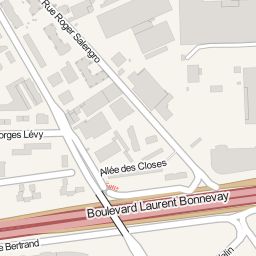 Rue Roger Salengro
orges Lévy
Allée des Closes
Boulevard Laurent Bonnevay
e Bertrand